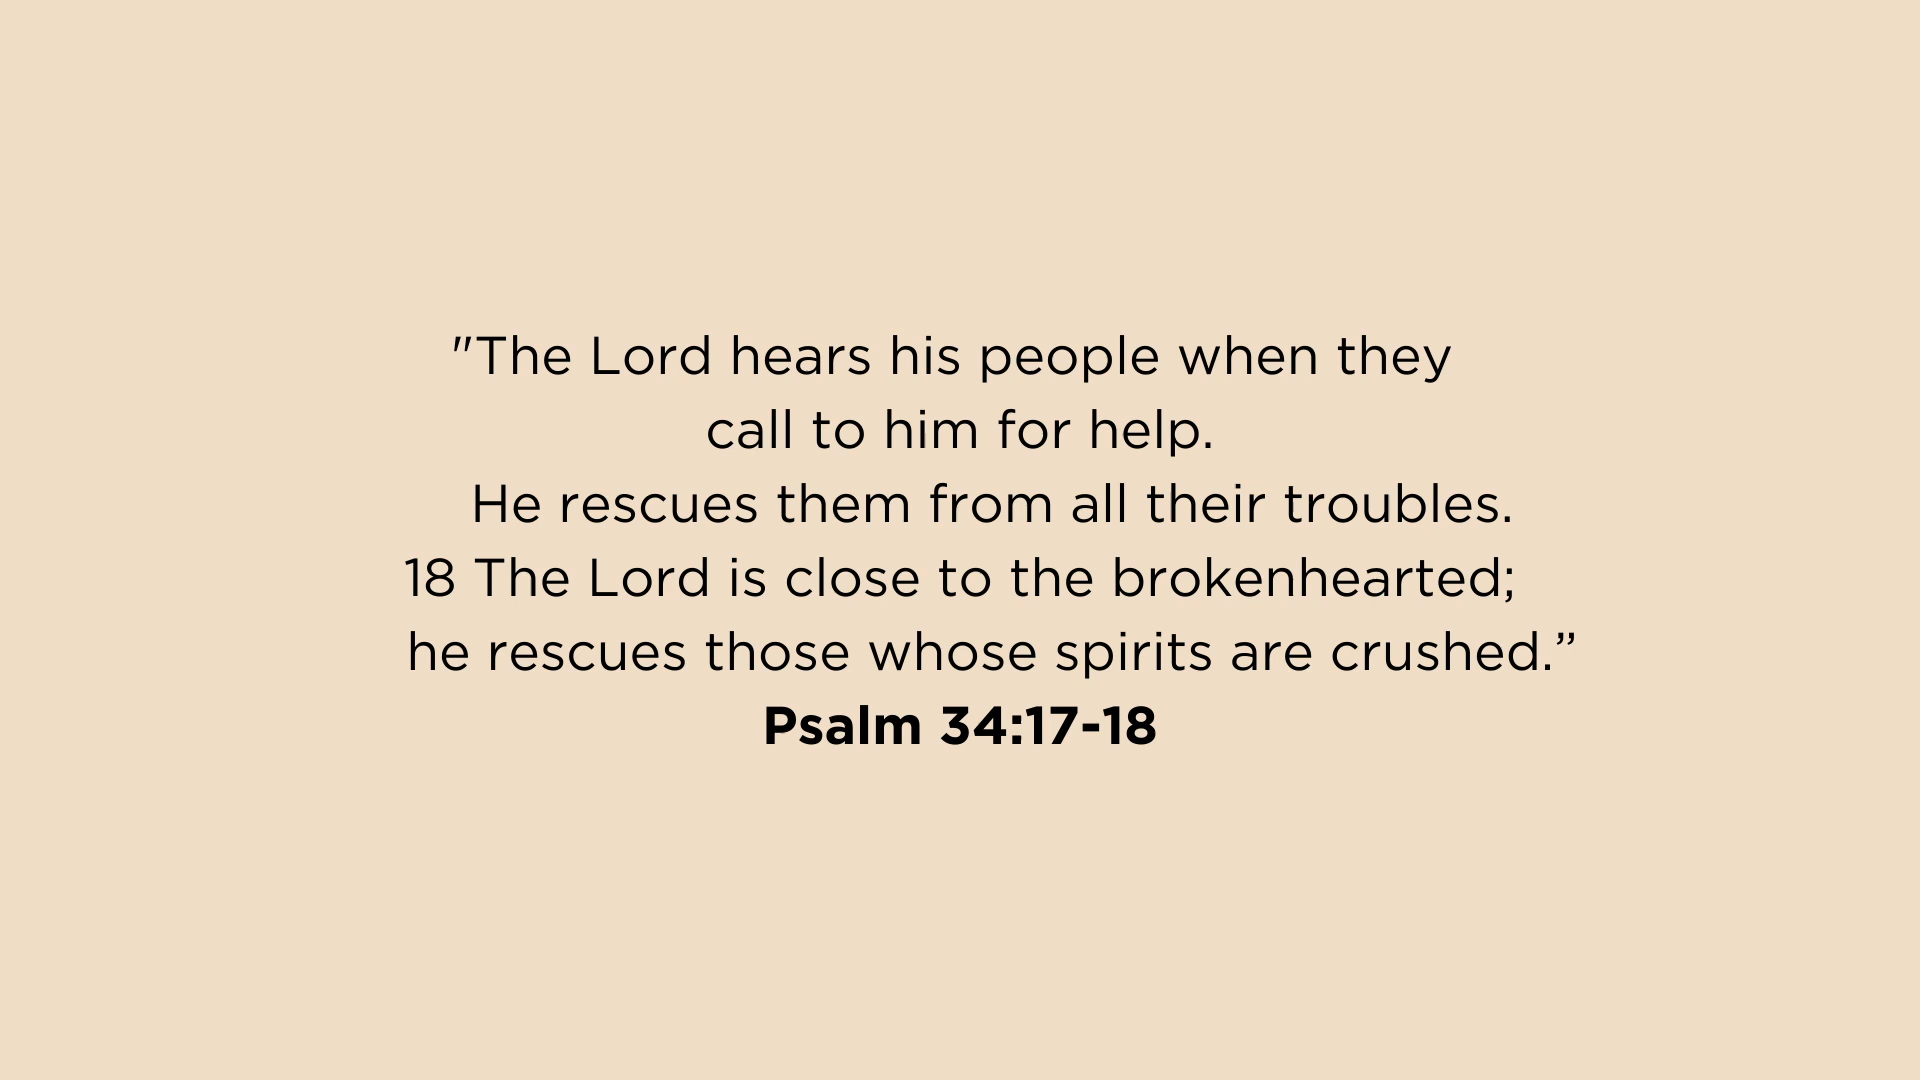 "The Lord hears his people when they
call to him for help.
He rescues them from all their troubles.
18 The Lord is close to the brokenhearted;
he rescues those whose spirits are crushed.”
Psalm 34:17-18